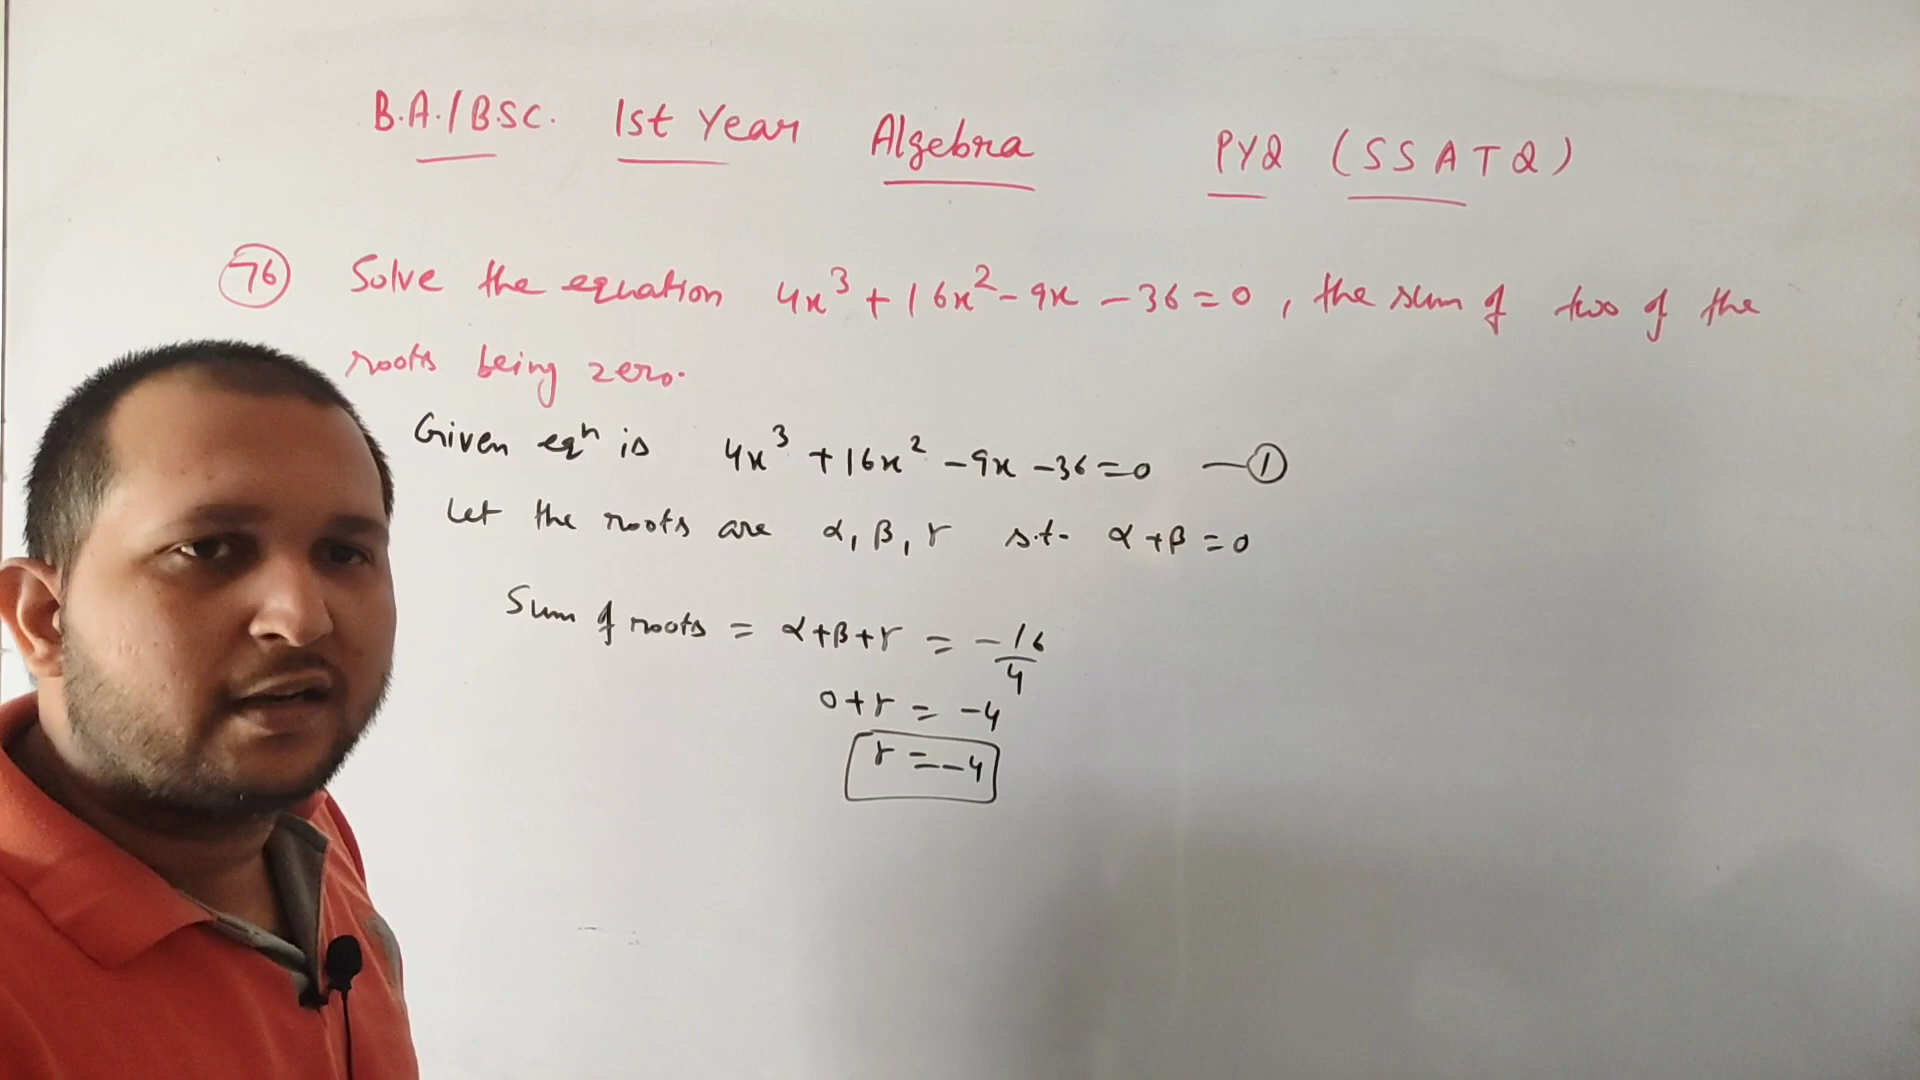 B.A./B.SC. 1st Year Algebra PYQ (SSATQ)
76 Solve the equation 4x³ + 16x² - 9x - 36 = 0, the sum of two of the
roots being zero.
Given eqⁿ is 4x³ + 16x² - 9x - 36 = 0 — ①
Let the roots are α, β, γ s.t. α + β = 0
Sum of roots = α + β + γ = -16/4
0 + γ = -4
γ = -4